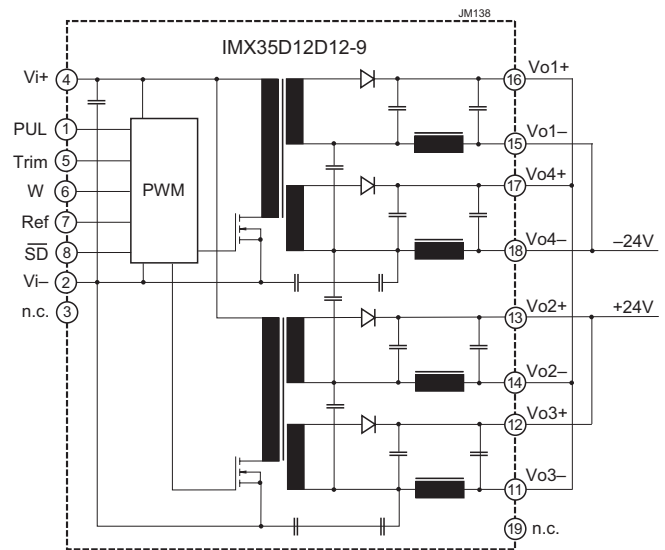 JM138
IMX35D12D12-9
Vi+ 4
PUL 1
Trim 5
W 6
Ref 7
SD 8
Vi– 2
n.c. 3
PWM
16 Vo1+
15 Vo1–
17 Vo4+
18 Vo4– –24V
13 Vo2+ +24V
14 Vo2–
12 Vo3+
11 Vo3–
19 n.c.